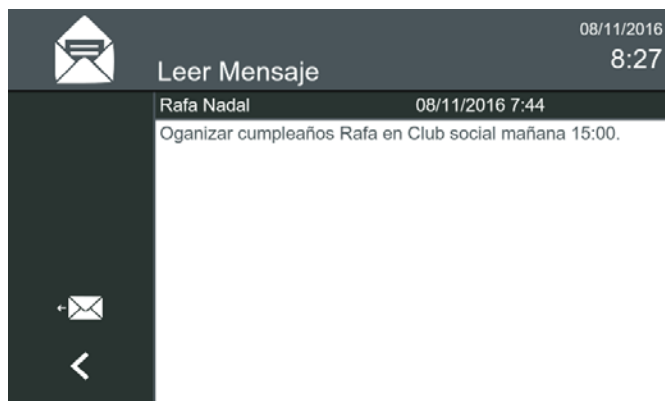 08/11/2016
8:27
Leer Mensaje
Rafa Nadal 08/11/2016 7:44
Oganizar cumpleaños Rafa en Club social mañana 15:00.